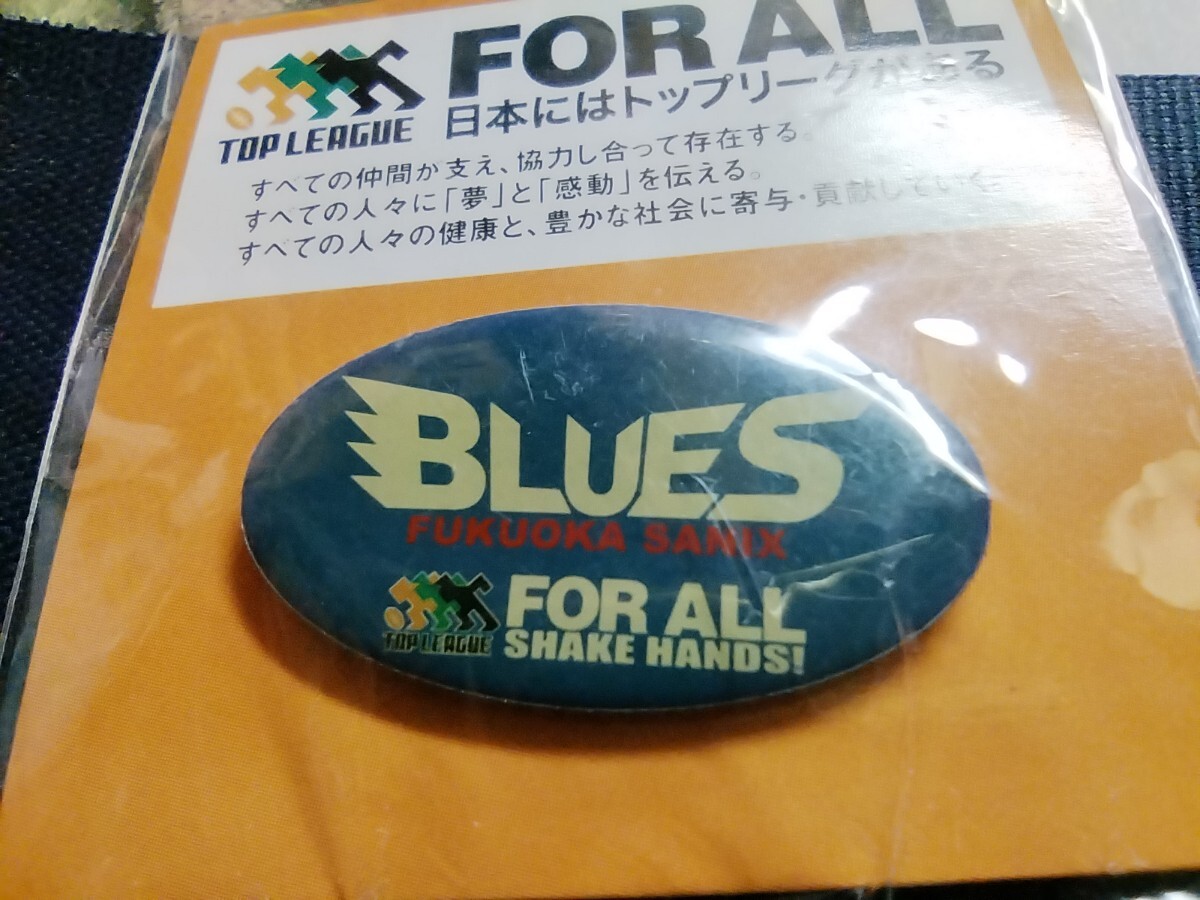 FOR ALL
日本にはトップリーグがある
TOP LEAGUE
すべての仲間が支え、協力し合って存在する。
すべての人々に「夢」と「感動」を伝える。
すべての人々の健康と、豊かな社会に寄与・貢献していく
BLUES
FUKUOKA SANIX
TOP LEAGUE
FOR ALL
SHAKE HANDS!